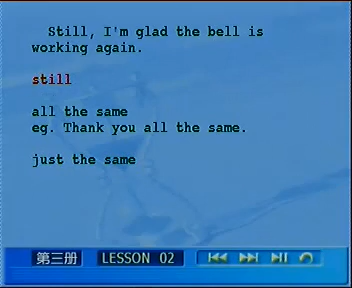 Still, I'm glad the bell is
working again.
still
all the same
eg. Thank you all the same.
just the same
第三册 LESSON 02